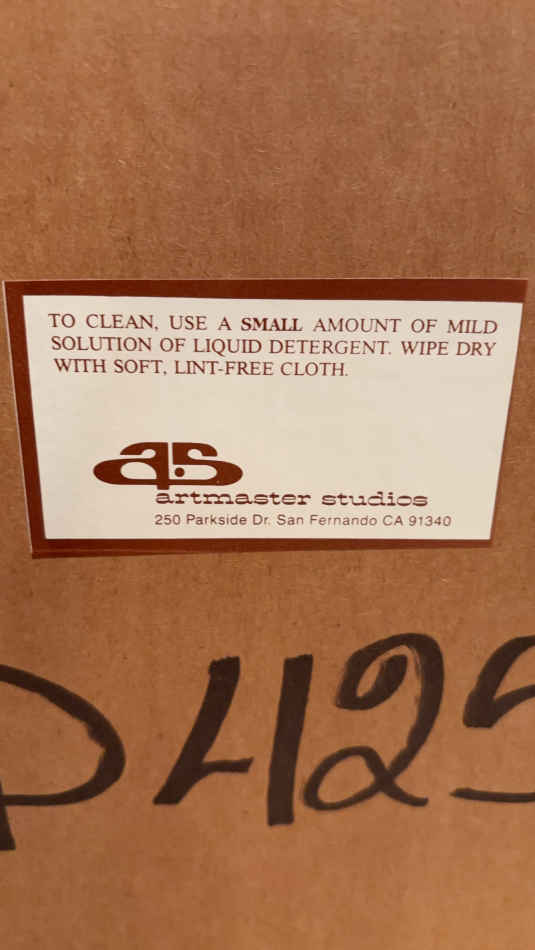 TO CLEAN, USE A SMALL AMOUNT OF MILD
SOLUTION OF LIQUID DETERGENT. WIPE DRY
WITH SOFT, LINT-FREE CLOTH.
a.s
artmaster studios
250 Parkside Dr. San Fernando CA 91340
P425